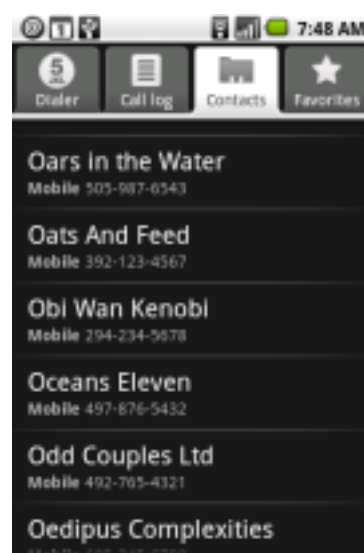 7:48 AM
5
Dialer Call log Contacts Favorites
Oars in the Water
Mobile 505-987-6543
Oats And Feed
Mobile 392-123-4567
Obi Wan Kenobi
Mobile 294-234-5678
Oceans Eleven
Mobile 497-876-5432
Odd Couples Ltd
Mobile 492-765-4321
Oedipus Complexities